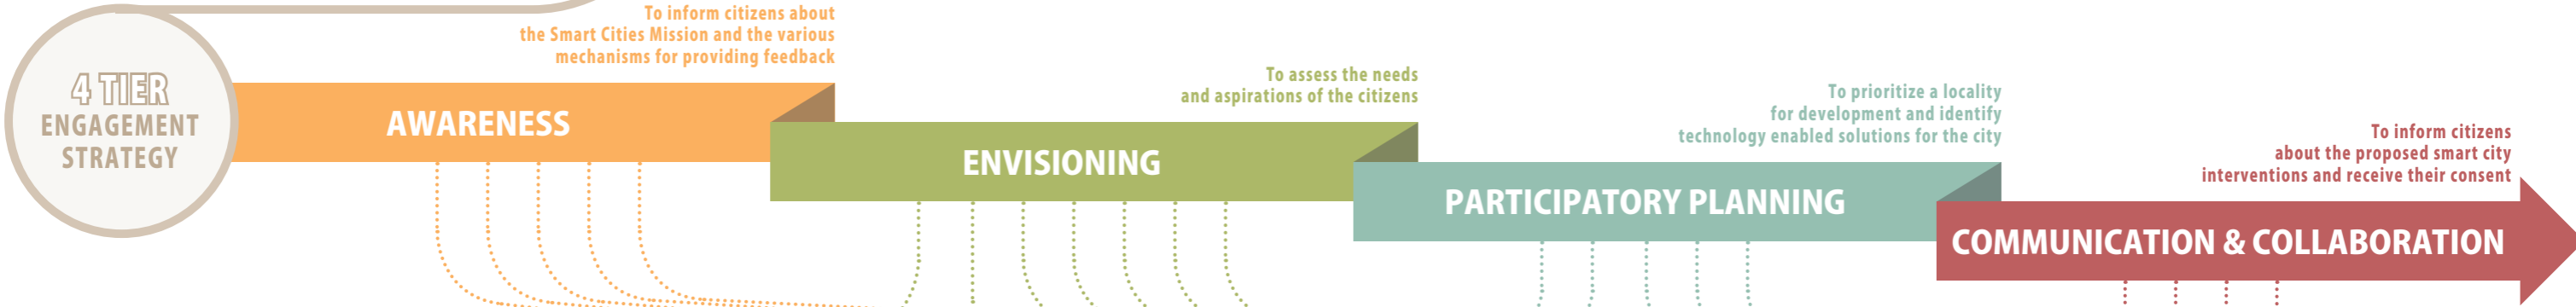 4 TIER
ENGAGEMENT
STRATEGY
To inform citizens about
the Smart Cities Mission and the various
mechanisms for providing feedback
AWARENESS
To assess the needs
and aspirations of the citizens
ENVISIONING
To prioritize a locality
for development and identify
technology enabled solutions for the city
PARTICIPATORY PLANNING
To inform citizens
about the proposed smart city
interventions and receive their consent
COMMUNICATION & COLLABORATION